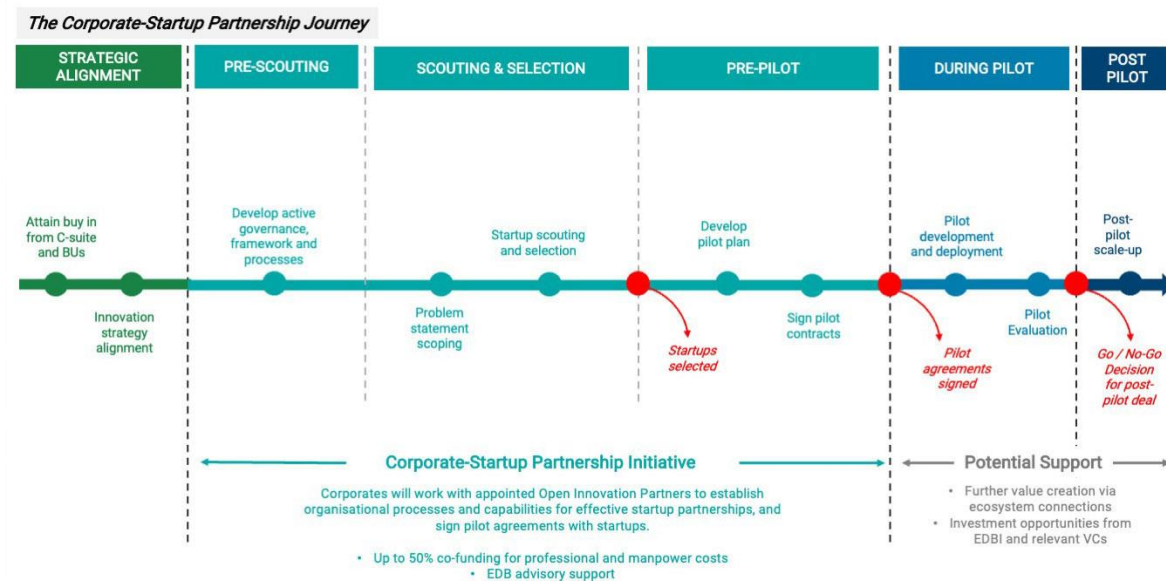 The Corporate-Startup Partnership Journey
STRATEGIC
ALIGNMENT
PRE-SCOUTING
SCOUTING & SELECTION
PRE-PILOT
DURING PILOT
POST
PILOT
Attain buy in
from C-suite
and BUs
Innovation
strategy
alignment
Develop active
governance,
framework and
processes
Problem
statement
scoping
Startup scouting
and selection
Startups
selected
Develop
pilot plan
Sign pilot
contracts
Pilot
agreements
signed
Pilot
development
and deployment
Pilot
Evaluation
Go / No-Go
Decision
for post-
pilot deal
Post-
pilot
scale-up
Corporate-Startup Partnership Initiative
Corporates will work with appointed Open Innovation Partners to establish
organisational processes and capabilities for effective startup partnerships, and
sign pilot agreements with startups.
• Up to 50% co-funding for professional and manpower costs
• EDB advisory support
Potential Support
• Further value creation via
ecosystem connections
• Investment opportunities from
EDBI and relevant VCs